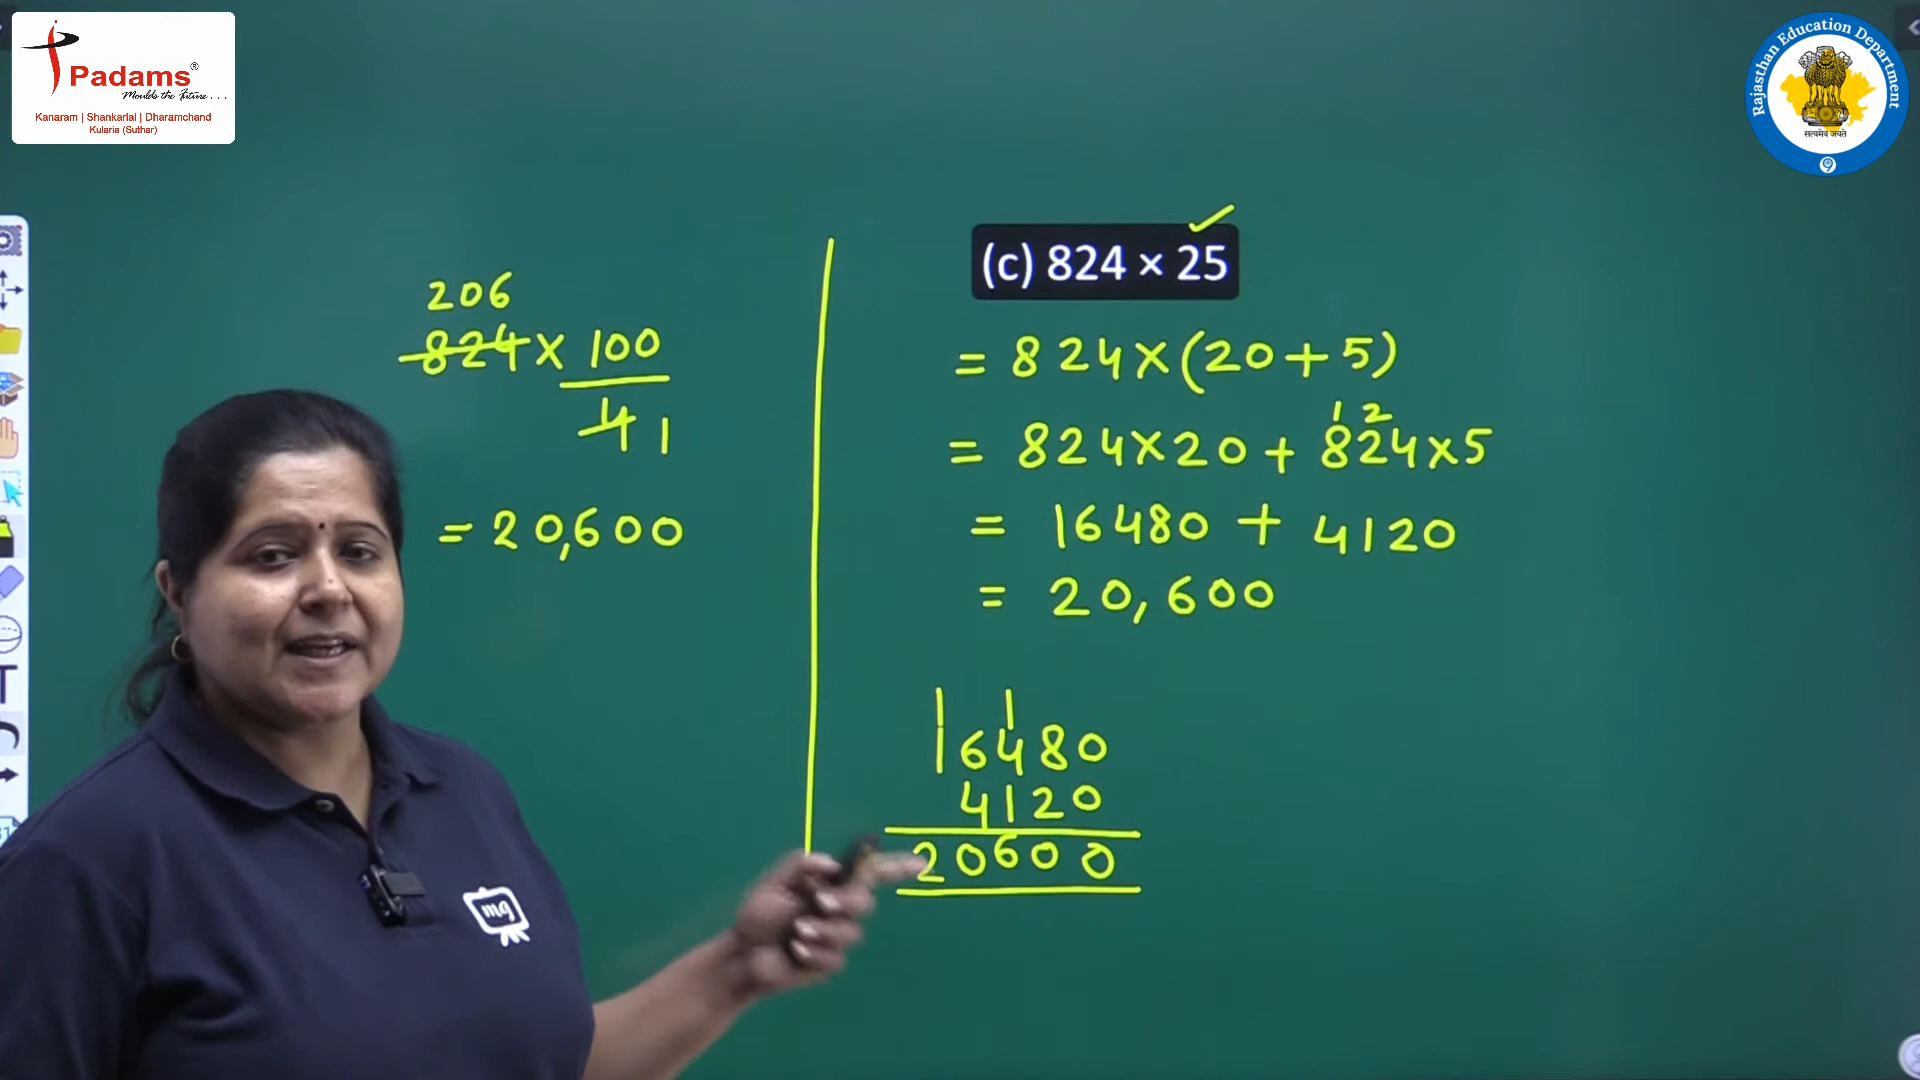 Padams®
Moulds the Future...
Kanaram | Shankarlal | Dharamchand
Kularia (Suthar)
Rajasthan Education Department
सत्यमेव जयते
206
824 × 100
4 1
= 20,600
(c) 824 × 25
= 824 × (20 + 5)
1 2
= 824 × 20 + 824 × 5
= 16480 + 4120
= 20,600
1 1
16480
4120
20600
mg